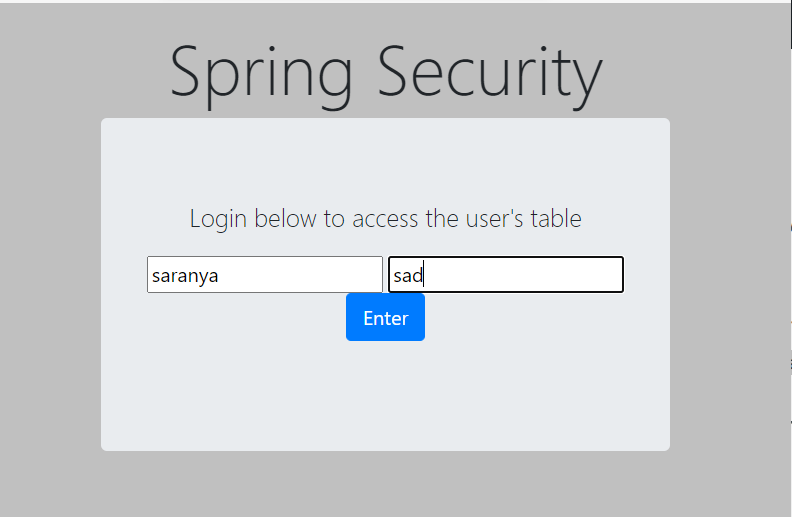 Spring Security
Login below to access the user's table
saranya sad
Enter